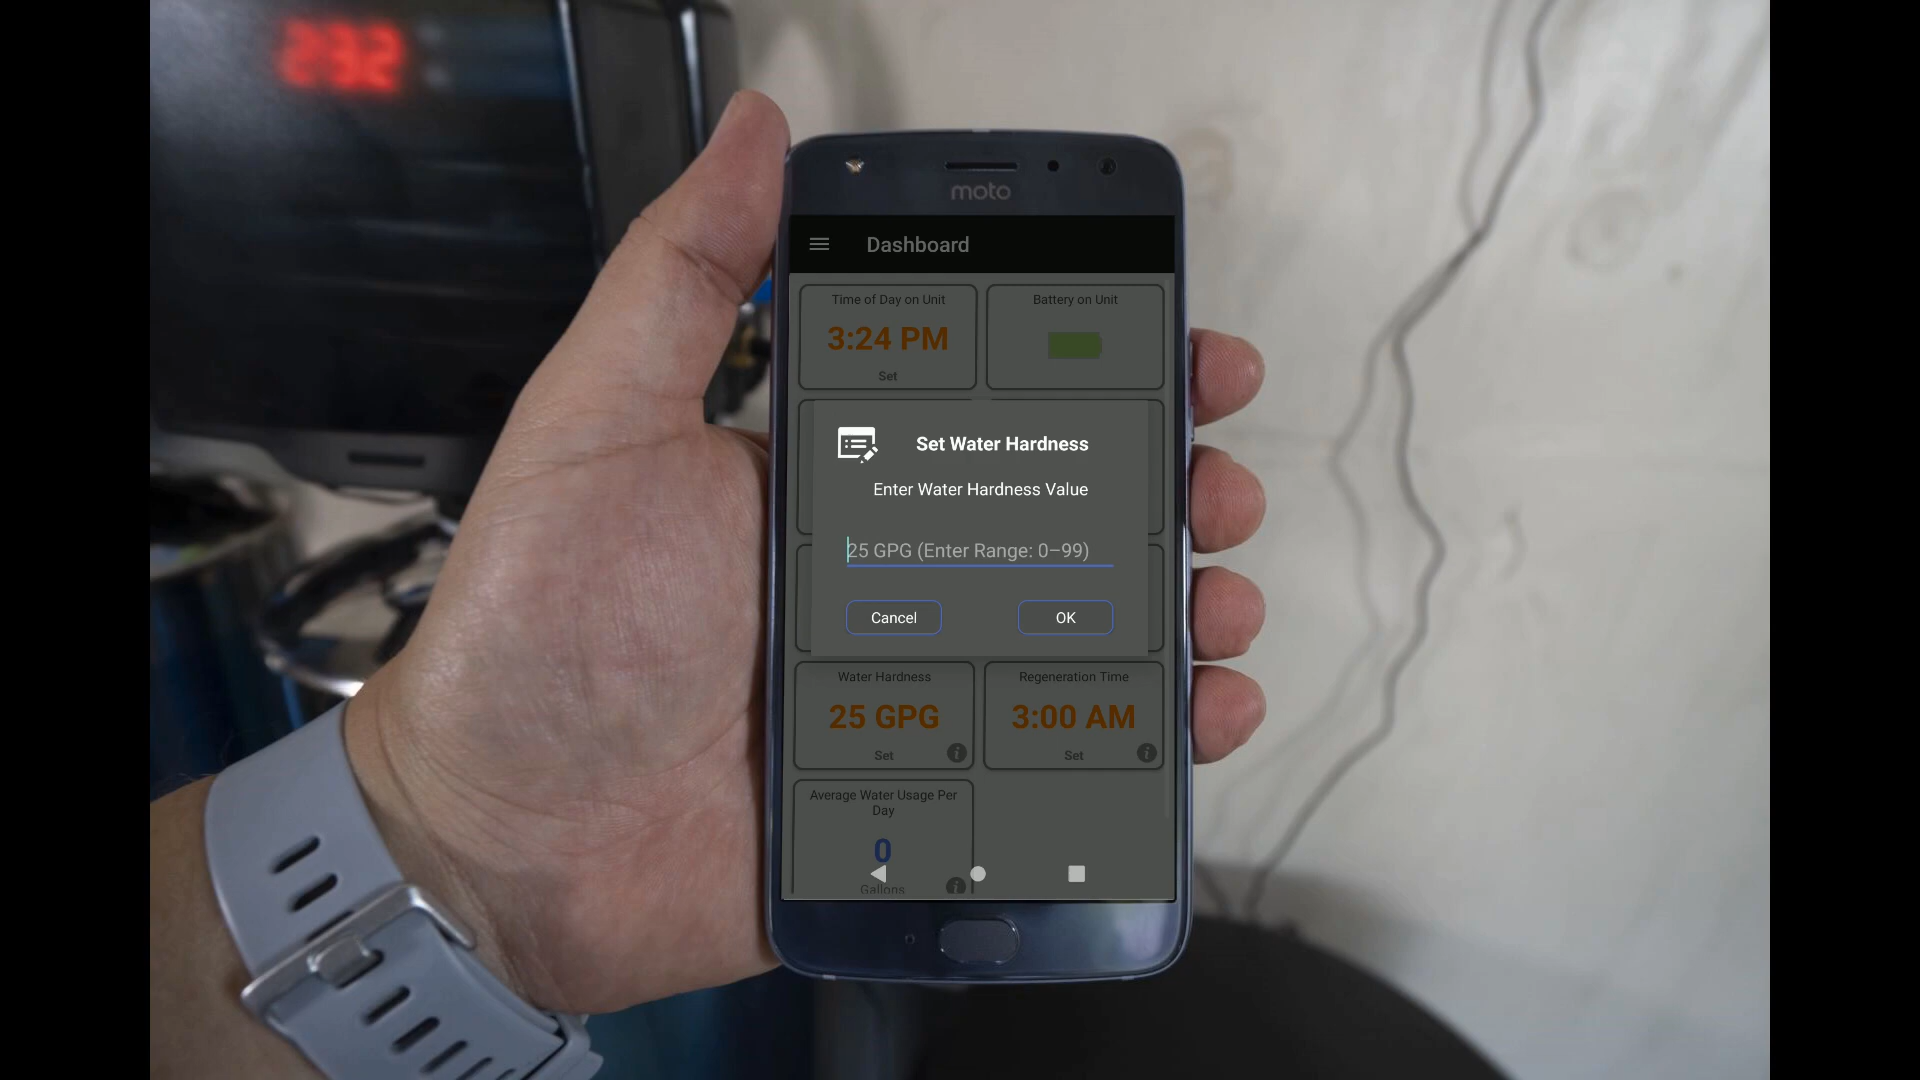 232
moto
Dashboard
Time of Day on Unit
3:24 PM
Set
Battery on Unit
Set Water Hardness
Enter Water Hardness Value
25 GPG (Enter Range: 0–99)
Cancel
OK
Water Hardness
25 GPG
Set
Regeneration Time
3:00 AM
Set
Average Water Usage Per
Day
0
Gallons